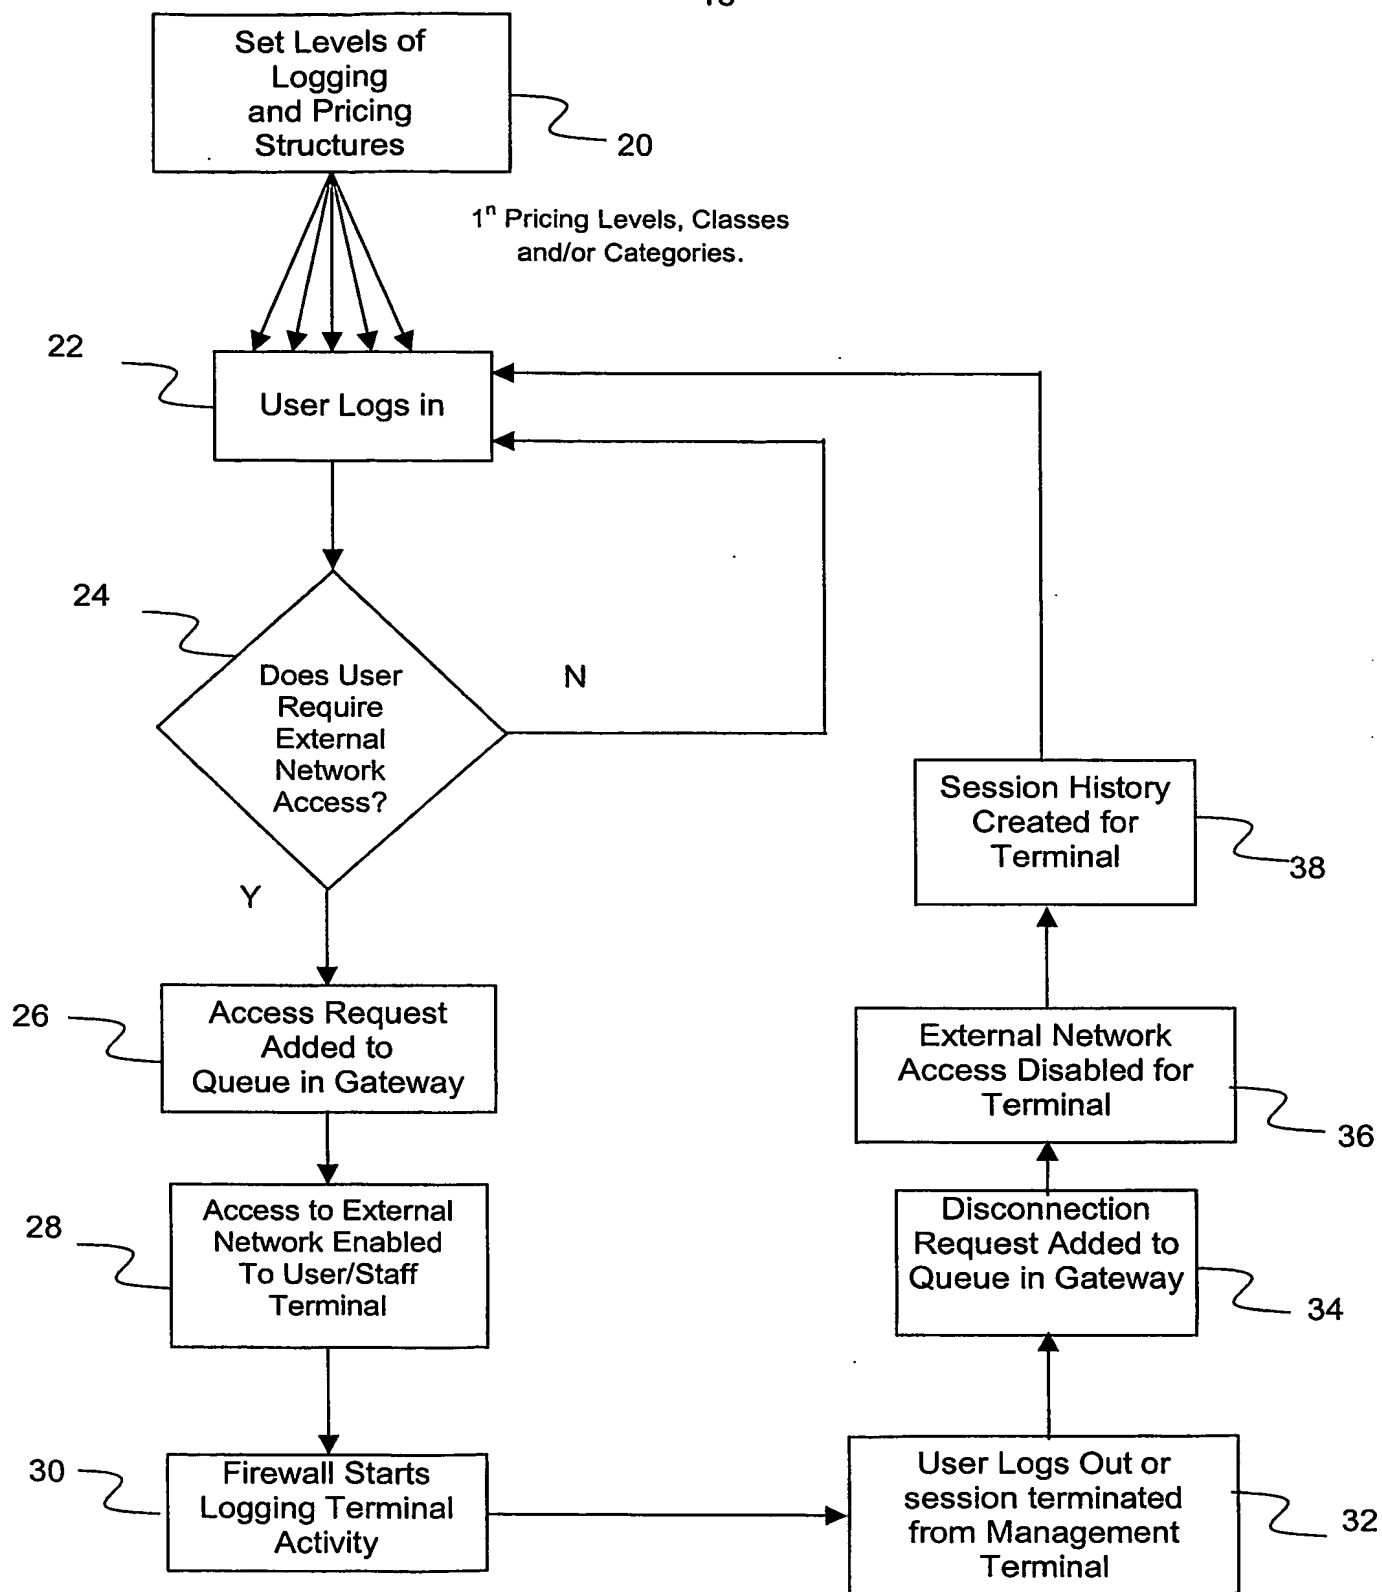 Set Levels of
Logging
and Pricing
Structures
20
1ⁿ Pricing Levels, Classes
and/or Categories.
22
User Logs in
24
Does User
Require
External
Network
Access?
N
Y
26
Access Request
Added to
Queue in Gateway
28
Access to External
Network Enabled
To User/Staff
Terminal
30
Firewall Starts
Logging Terminal
Activity
User Logs Out or
session terminated
from Management
Terminal
32
Disconnection
Request Added to
Queue in Gateway
34
External Network
Access Disabled for
Terminal
36
Session History
Created for
Terminal
38